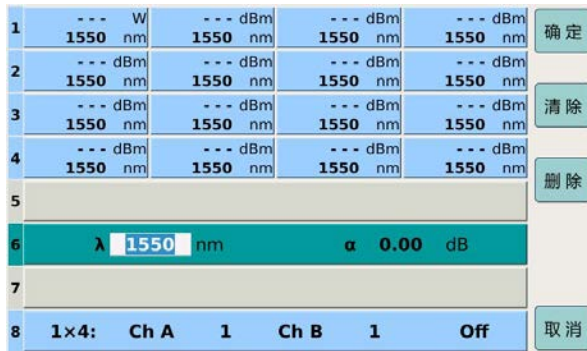 1 --- W --- dBm --- dBm --- dBm 确定
1550 nm 1550 nm 1550 nm 1550 nm
2 --- dBm --- dBm --- dBm --- dBm
1550 nm 1550 nm 1550 nm 1550 nm
3 --- dBm --- dBm --- dBm --- dBm 清除
1550 nm 1550 nm 1550 nm 1550 nm
4 --- dBm --- dBm --- dBm --- dBm
1550 nm 1550 nm 1550 nm 1550 nm
5 删除
6 λ 1550 nm α 0.00 dB
7
8 1×4: Ch A 1 Ch B 1 Off 取消